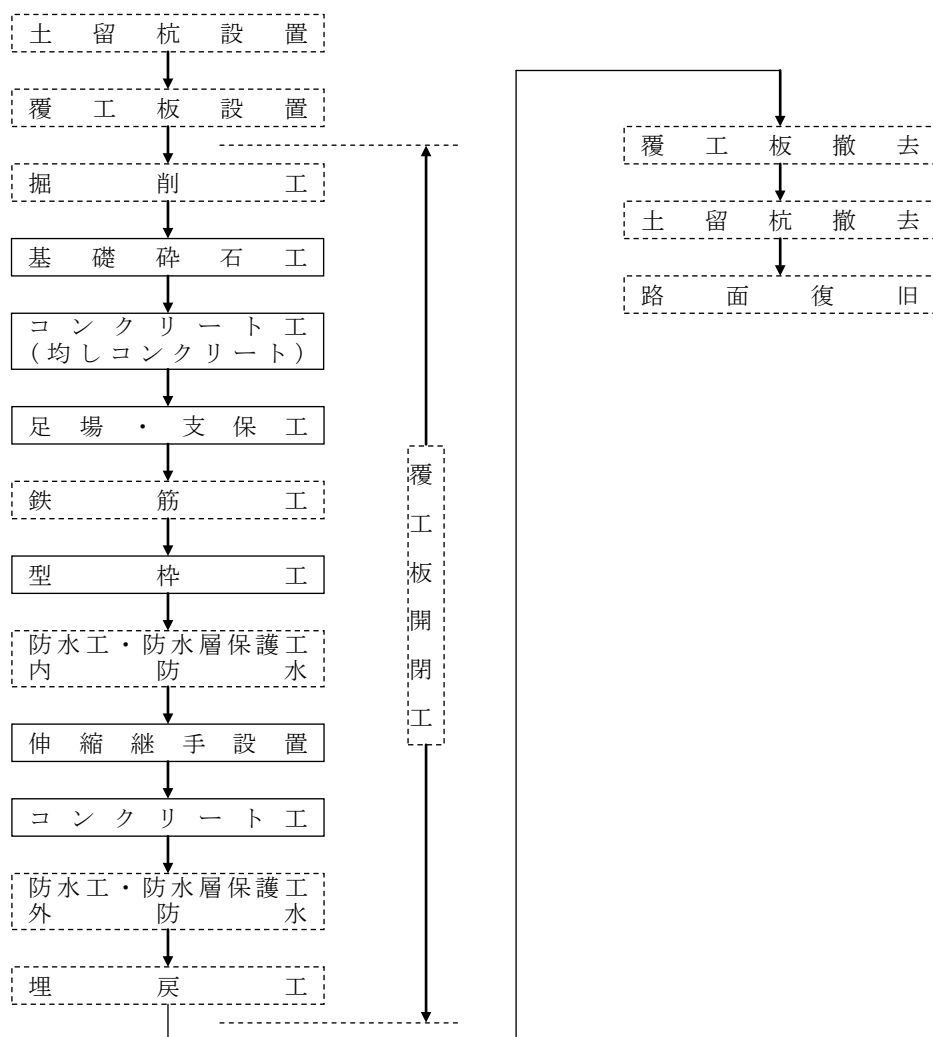 土留杭設置
覆工板設置
掘削工
基礎砕石工
コンクリート工
(均しコンクリート)
足場・支保工
鉄筋工
型枠工
防水工・防水層保護工
内防水
伸縮継手設置
コンクリート工
防水工・防水層保護工
外防水
埋戻工
覆工板開閉工
覆工板撤去
土留杭撤去
路面復旧